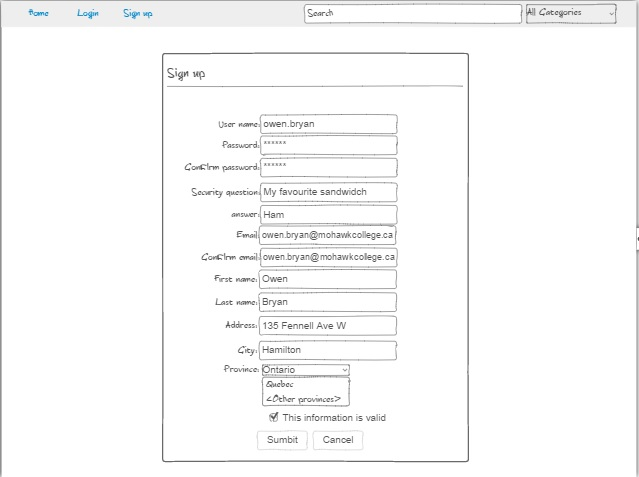 Home Login Sign up Search All Categories
Sign up
User name: owen.bryan
Password: ******
Confirm password: ******
Security question: My favourite sandwidch
answer: Ham
Email: owen.bryan@mohawkcollege.ca
Confirm email: owen.bryan@mohawkcollege.ca
First name: Owen
Last name: Bryan
Address: 135 Fennell Ave W
City: Hamilton
Province: Ontario
Quebec
<Other provinces>
This information is valid
Sumbit Cancel